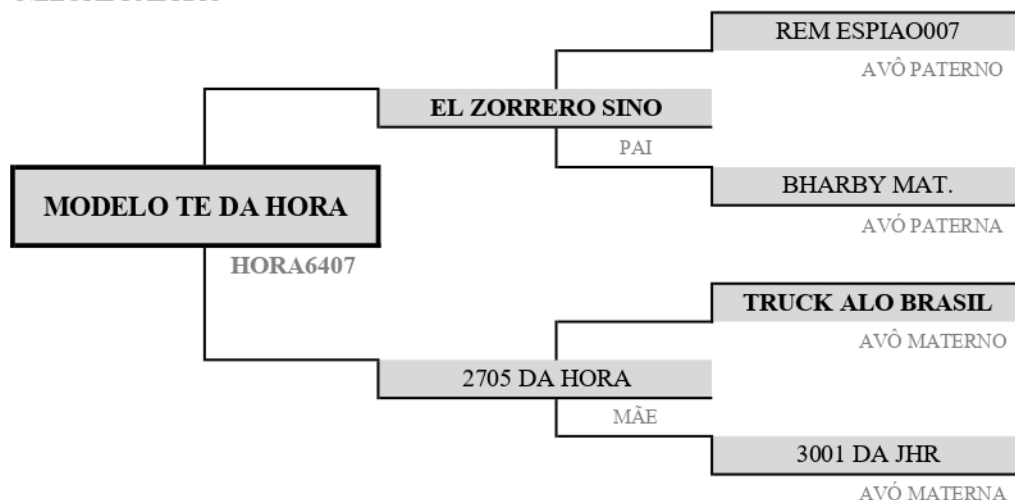 REM ESPIAO007
AVÔ PATERNO
EL ZORRERO SINO
PAI
BHARBY MAT.
AVÓ PATERNA
MODELO TE DA HORA
HORA6407
TRUCK ALO BRASIL
AVÔ MATERNO
2705 DA HORA
MÃE
3001 DA JHR
AVÓ MATERNA